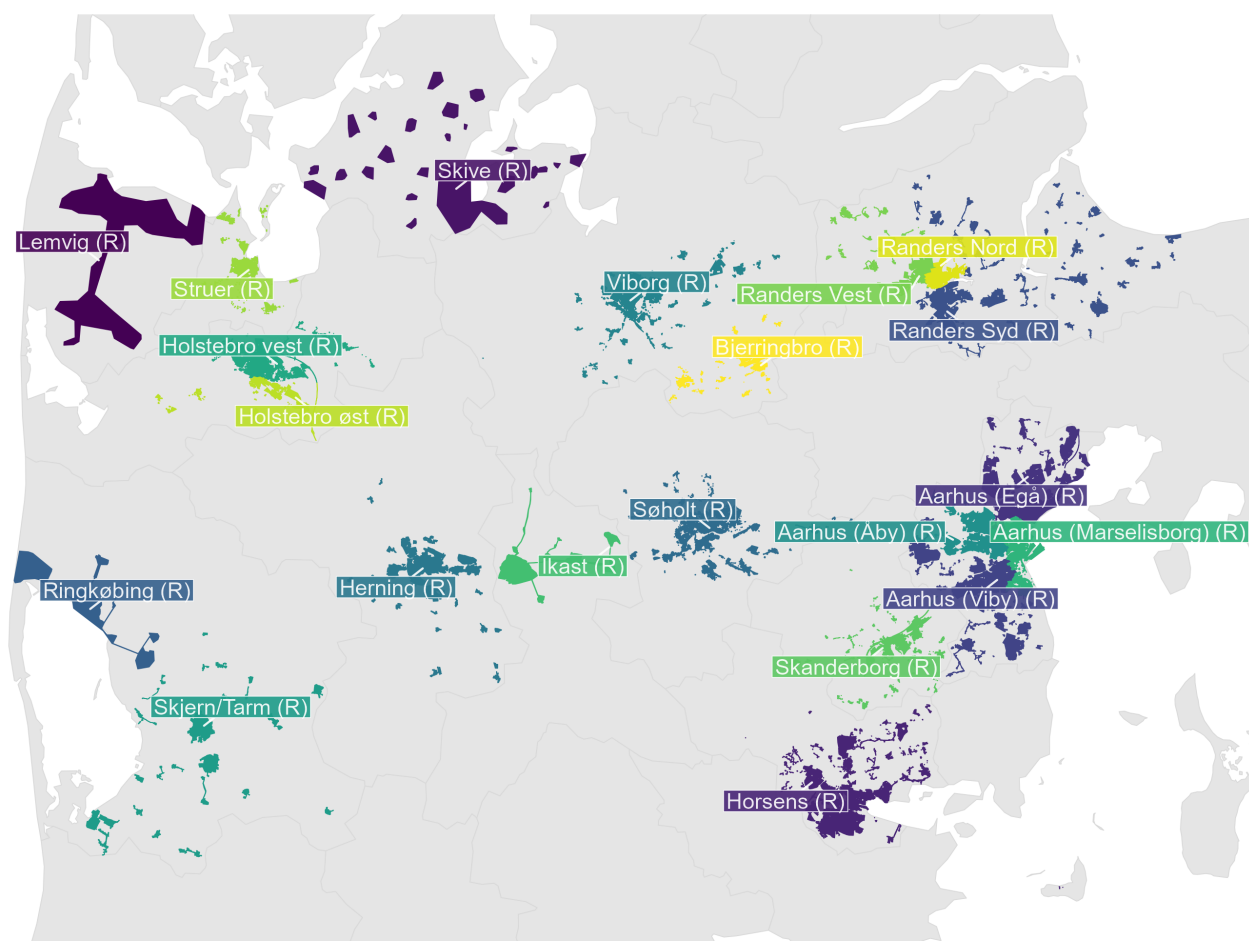 Skive (R)
Lemvig (R)
Randers Nord (R)
Struer (R)
Viborg (R)
Randers Vest (R)
Randers Syd (R)
Holstebro vest (R)
Bjerringbro (R)
Holstebro øst (R)
Aarhus (Egå) (R)
Søholt (R)
Aarhus (Åby) (R)
Aarhus (Marselisborg) (R)
Ikast (R)
Herning (R)
Ringkøbing (R)
Aarhus (Viby) (R)
Skanderborg (R)
Skjern/Tarm (R)
Horsens (R)